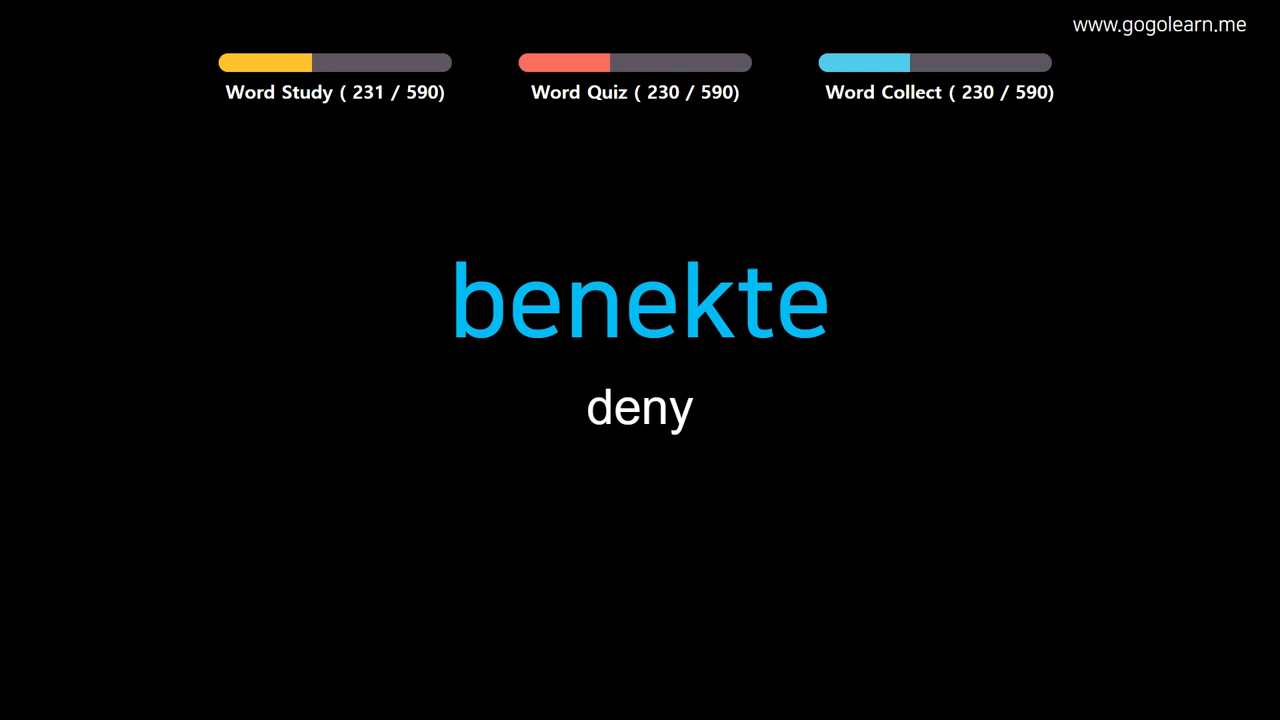 www.gogolearn.me
Word Study ( 231 / 590)
Word Quiz ( 230 / 590)
Word Collect ( 230 / 590)
benekte
deny